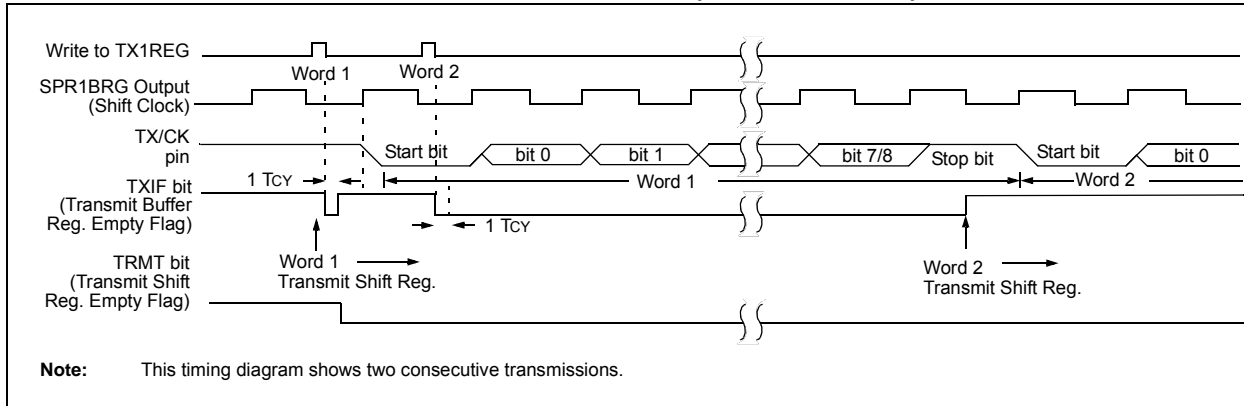 Write to TX1REG
Word 1
Word 2
SPR1BRG Output
(Shift Clock)
TX/CK
pin
Start bit
bit 0
bit 1
bit 7/8
Stop bit
Start bit
bit 0
1 TCY
Word 1
Word 2
TXIF bit
(Transmit Buffer
Reg. Empty Flag)
1 TCY
Word 1
Transmit Shift Reg.
Word 2
Transmit Shift Reg.
TRMT bit
(Transmit Shift
Reg. Empty Flag)
Note: This timing diagram shows two consecutive transmissions.